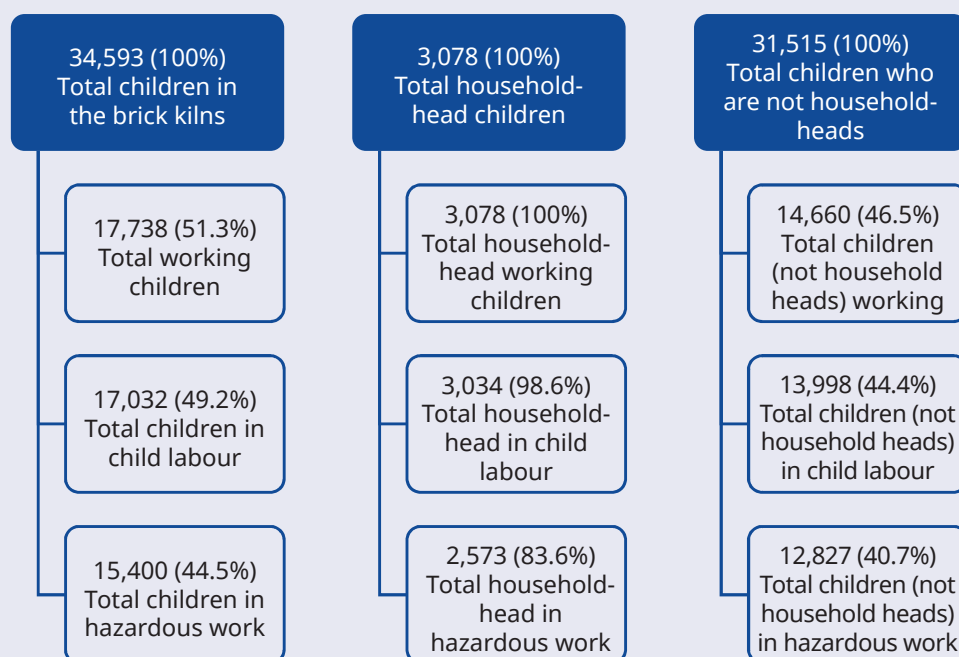 34,593 (100%)
Total children in
the brick kilns
17,738 (51.3%)
Total working
children
17,032 (49.2%)
Total children in
child labour
15,400 (44.5%)
Total children in
hazardous work
3,078 (100%)
Total household-
head children
3,078 (100%)
Total household-
head working
children
3,034 (98.6%)
Total household-
head in child
labour
2,573 (83.6%)
Total household-
head in
hazardous work
31,515 (100%)
Total children who
are not household-
heads
14,660 (46.5%)
Total children
(not household
heads) working
13,998 (44.4%)
Total children (not
household heads)
in child labour
12,827 (40.7%)
Total children (not
household heads)
in hazardous work